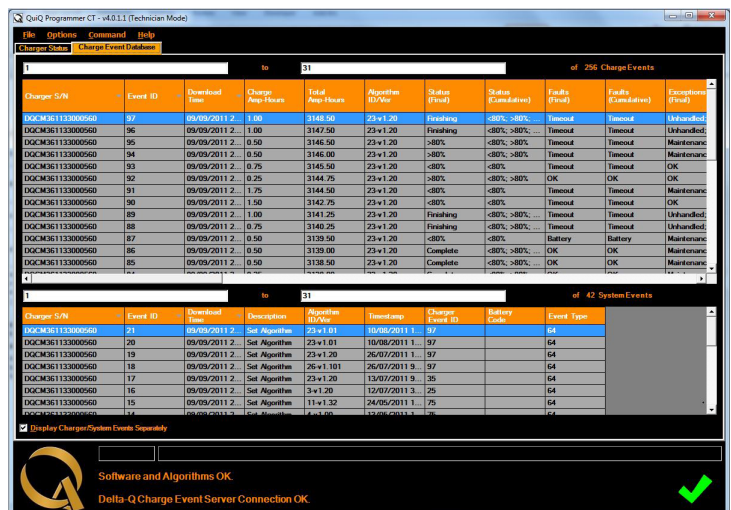 QuiQ Programmer CT - v4.0.1.1 (Technician Mode)
File Options Command Help
Charger Status Charge Event Database
1 to 31 of 256 Charge Events
Charger S/N Event ID Download Time Charge Amp-Hours Total Amp-Hours Algorithm ID/Ver Status (Final) Status (Cumulative) Faults (Final) Faults (Cumulative) Exceptions (Final)
DQCM361133000560 97 09/09/2011 2... 1.00 3148.50 23-v1.20 Finishing <80%; >80%; ... Timeout Timeout Unhandled;
DQCM361133000560 96 09/09/2011 2... 1.00 3147.50 23-v1.20 Finishing <80%; >80%; ... Timeout Timeout Unhandled;
DQCM361133000560 95 09/09/2011 2... 0.50 3146.50 23-v1.20 >80% <80%; >80% Timeout Timeout Maintenanc
DQCM361133000560 94 09/09/2011 2... 0.50 3146.00 23-v1.20 >80% <80%; >80% Timeout Timeout Maintenanc
DQCM361133000560 93 09/09/2011 2... 0.75 3145.50 23-v1.20 <80% <80% Timeout Timeout OK
DQCM361133000560 92 09/09/2011 2... 0.25 3144.75 23-v1.20 >80% <80%; >80% OK OK OK
DQCM361133000560 91 09/09/2011 2... 1.75 3144.50 23-v1.20 <80% <80% Timeout Timeout Maintenanc
DQCM361133000560 90 09/09/2011 2... 1.50 3142.75 23-v1.20 <80% <80% Timeout Timeout OK
DQCM361133000560 89 09/09/2011 2... 1.00 3141.25 23-v1.20 Finishing <80%; >80%; ... Timeout Timeout Unhandled;
DQCM361133000560 88 09/09/2011 2... 0.75 3140.25 23-v1.20 Finishing <80%; >80%; ... Timeout Timeout Unhandled;
DQCM361133000560 87 09/09/2011 2... 0.50 3139.50 23-v1.20 <80% <80% Battery Battery Maintenanc
DQCM361133000560 86 09/09/2011 2... 0.50 3139.00 23-v1.20 Complete <80%; >80%; ... OK OK Maintenanc
DQCM361133000560 85 09/09/2011 2... 0.50 3138.50 23-v1.20 Complete <80%; >80%; ... OK OK Maintenanc
1 to 31 of 42 System Events
Charger S/N Event ID Download Time Description Algorithm ID/Ver Timestamp Charger Event ID Battery Code Event Type
DQCM361133000560 21 09/09/2011 2... Set Algorithm 23-v1.01 10/08/2011 1... 97 64
DQCM361133000560 20 09/09/2011 2... Set Algorithm 23-v1.01 10/08/2011 1... 97 64
DQCM361133000560 19 09/09/2011 2... Set Algorithm 23-v1.20 26/07/2011 1... 97 64
DQCM361133000560 18 09/09/2011 2... Set Algorithm 26-v1.101 26/07/2011 9... 97 64
DQCM361133000560 17 09/09/2011 2... Set Algorithm 23-v1.20 13/07/2011 9... 35 64
DQCM361133000560 16 09/09/2011 2... Set Algorithm 3-v1.20 12/07/2011 3... 25 64
DQCM361133000560 15 09/09/2011 2... Set Algorithm 11-v1.32 24/05/2011 1... 75 64
Display Charger/System Events Separately
Software and Algorithms OK.
Delta-Q Charge Event Server Connection OK.